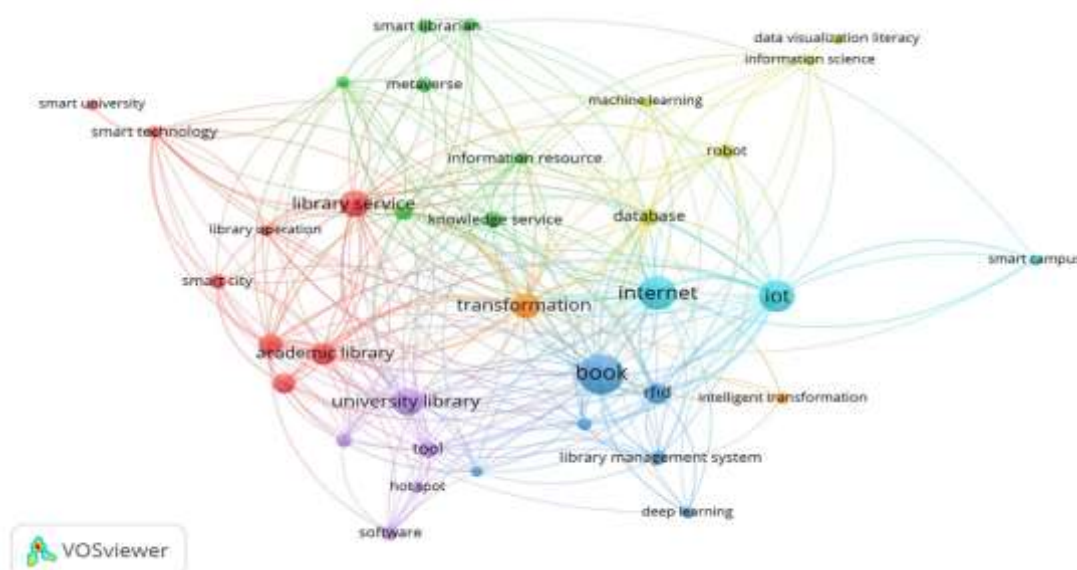 smart librarian
data visualization literacy
information science
metaverse
smart university
machine learning
smart technology
robot
information resource
library service
knowledge service
database
library operation
smart campus
smart city
internet
iot
transformation
academic library
book
rfid
intelligent transformation
university library
tool
library management system
hotspot
deep learning
software
VOSviewer